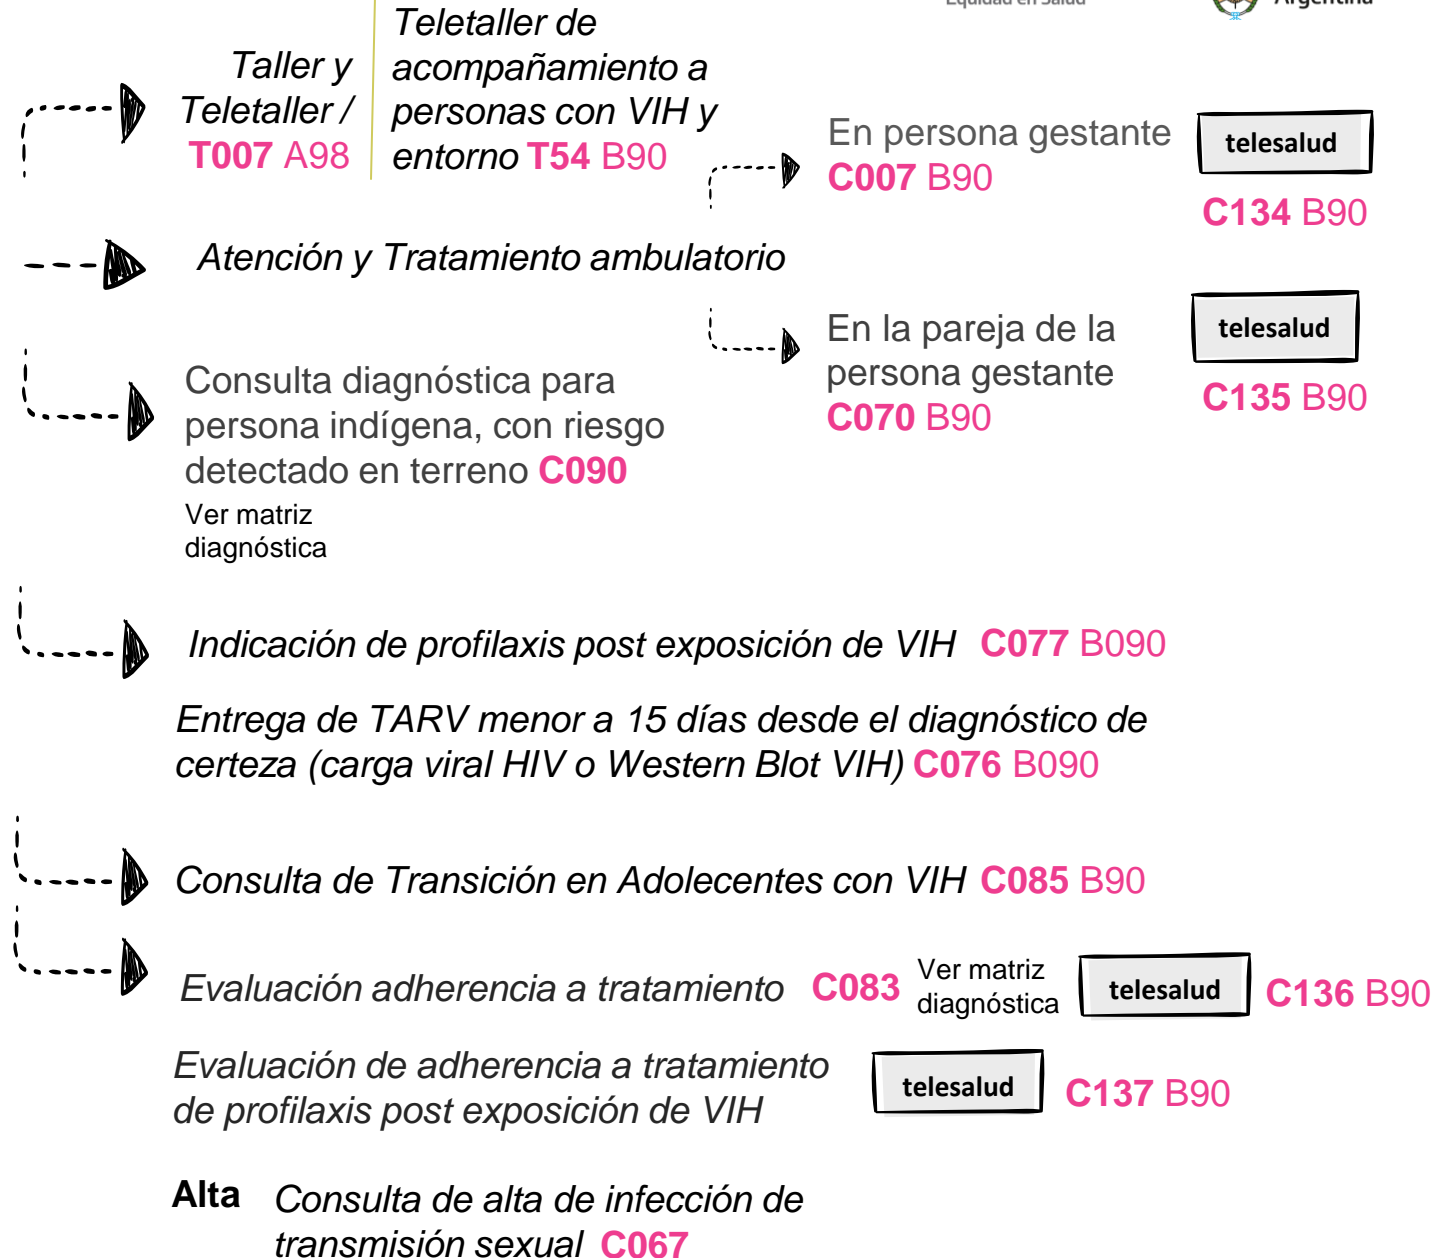 Equidad en Salud
Argentina
Taller y
Teletaller /
T007 A98
Teletaller de
acompañamiento a
personas con VIH y
entorno T54 B90
En persona gestante
C007 B90
telesalud
C134 B90
Atención y Tratamiento ambulatorio
En la pareja de la
persona gestante
C070 B90
telesalud
C135 B90
Consulta diagnóstica para
persona indígena, con riesgo
detectado en terreno C090
Ver matriz
diagnóstica
Indicación de profilaxis post exposición de VIH C077 B090
Entrega de TARV menor a 15 días desde el diagnóstico de
certeza (carga viral HIV o Western Blot VIH) C076 B090
Consulta de Transición en Adolecentes con VIH C085 B90
Evaluación adherencia a tratamiento C083
Ver matriz
diagnóstica
telesalud
C136 B90
Evaluación de adherencia a tratamiento
de profilaxis post exposición de VIH
telesalud
C137 B90
Alta
Consulta de alta de infección de
transmisión sexual C067